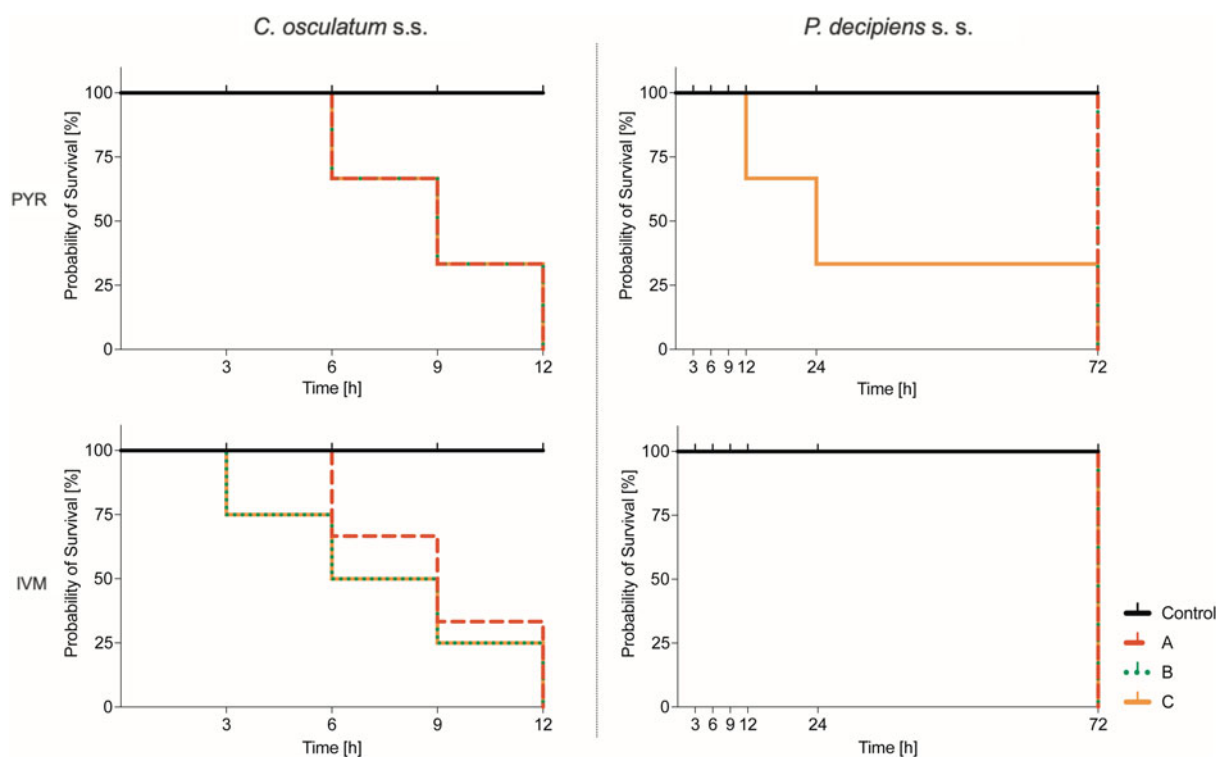 C. osculatum s.s.
P. decipiens s. s.
PYR
Probability of Survival [%]
100
75
50
25
0
3 6 9 12
Time [h]
Probability of Survival [%]
100
75
50
25
0
3 6 9 12 24 72
Time [h]
IVM
Probability of Survival [%]
100
75
50
25
0
3 6 9 12
Time [h]
Probability of Survival [%]
100
75
50
25
0
3 6 9 12 24 72
Time [h]
Control
A
B
C